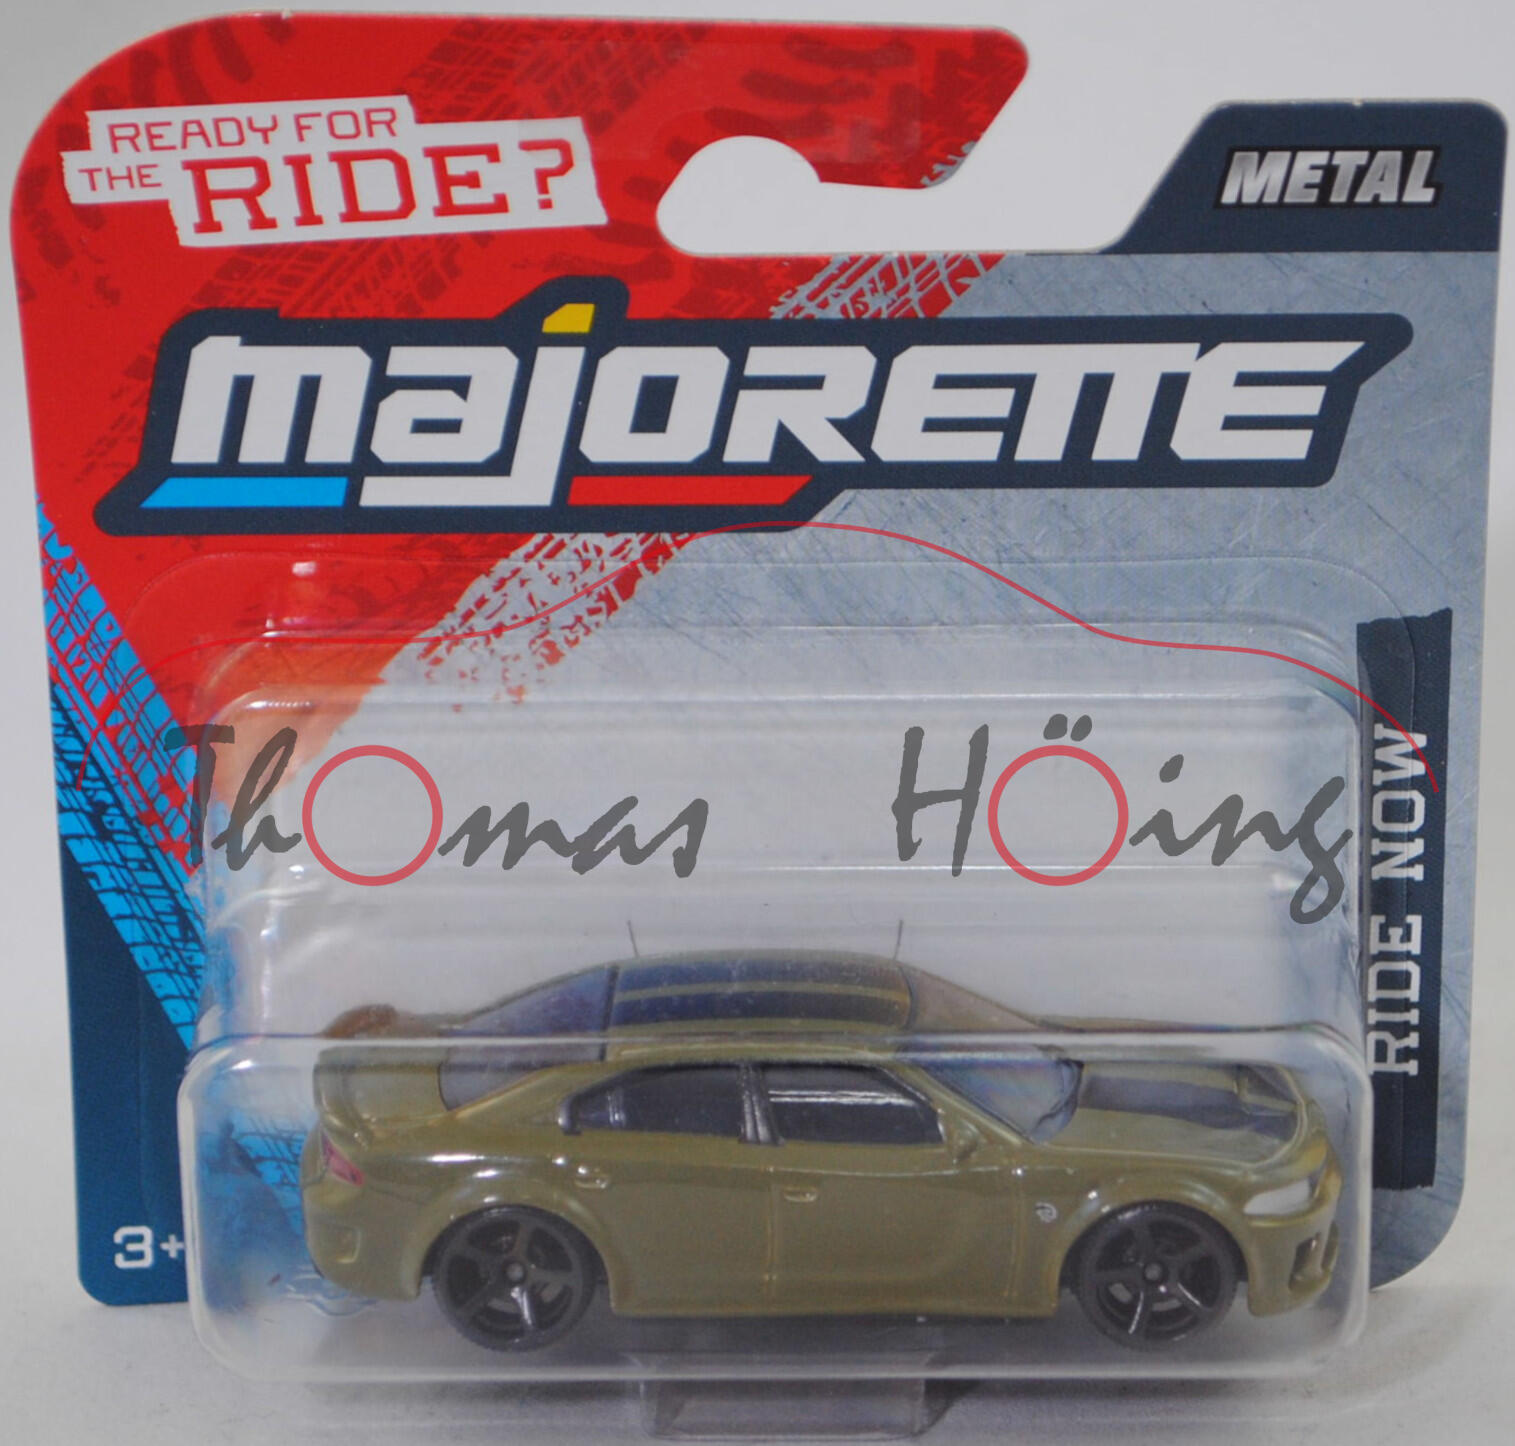 READY FOR
THE RIDE?
METAL
majorette
Thomas Höing
RIDE NOW
3+